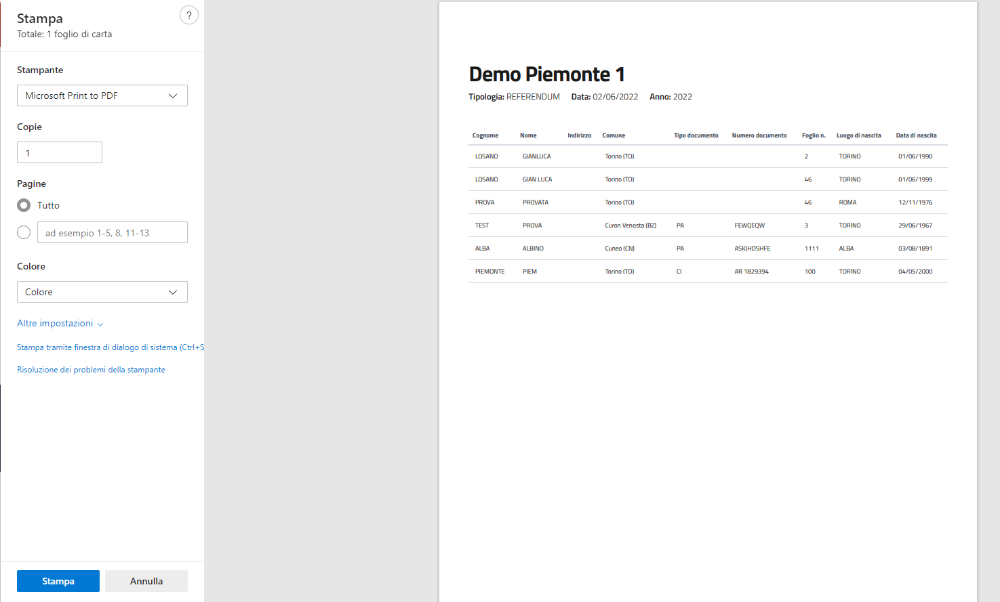 Stampa
?
Totale: 1 foglio di carta
Stampante
Microsoft Print to PDF
Copie
1
Pagine
Tutto
ad esempio 1-5, 8, 11-13
Colore
Colore
Altre impostazioni
Stampa tramite finestra di dialogo di sistema (Ctrl+S
Risoluzione dei problemi della stampante
Stampa Annulla
Demo Piemonte 1
Tipologia: REFERENDUM Data: 02/06/2022 Anno: 2022
Cognome Nome Indirizzo Comune Tipo documento Numero documento Foglio n. Luogo di nascita Data di nascita
LOSANO GIANLUCA Torino (TO) 2 TORINO 01/06/1990
LOSANO GIAN LUCA Torino (TO) 46 TORINO 01/06/1999
PROVA PROVATA Torino (TO) 46 ROMA 12/11/1976
TEST PROVA Curon Venosta (BZ) PA FEWQEQW 3 TORINO 29/06/1967
ALBA ALBINO Cuneo (CN) PA ASKJHDSHFE 1111 ALBA 03/08/1891
PIEMONTE PIEM Torino (TO) CI AR 1829394 100 TORINO 04/05/2000